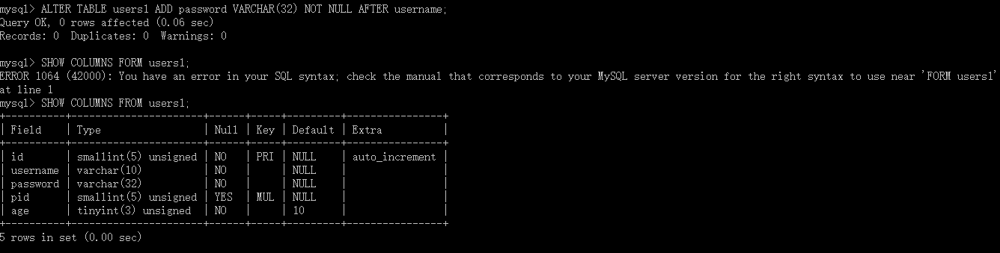 mysql> ALTER TABLE users1 ADD password VARCHAR(32) NOT NULL AFTER username;
Query OK, 0 rows affected (0.06 sec)
Records: 0  Duplicates: 0  Warnings: 0

mysql> SHOW COLUMNS FORM users1;
ERROR 1064 (42000): You have an error in your SQL syntax; check the manual that corresponds to your MySQL server version for the right syntax to use near 'FORM users1'
at line 1
mysql> SHOW COLUMNS FROM users1;
+----------+----------------------+------+-----+---------+----------------+
| Field    | Type                 | Null | Key | Default | Extra          |
+----------+----------------------+------+-----+---------+----------------+
| id       | smallint(5) unsigned | NO   | PRI | NULL    | auto_increment |
| username | varchar(10)          | NO   |     | NULL    |                |
| password | varchar(32)          | NO   |     | NULL    |                |
| pid      | smallint(5) unsigned | YES  | MUL | NULL    |                |
| age      | tinyint(3) unsigned  | NO   |     | 10      |                |
+----------+----------------------+------+-----+---------+----------------+
5 rows in set (0.00 sec)